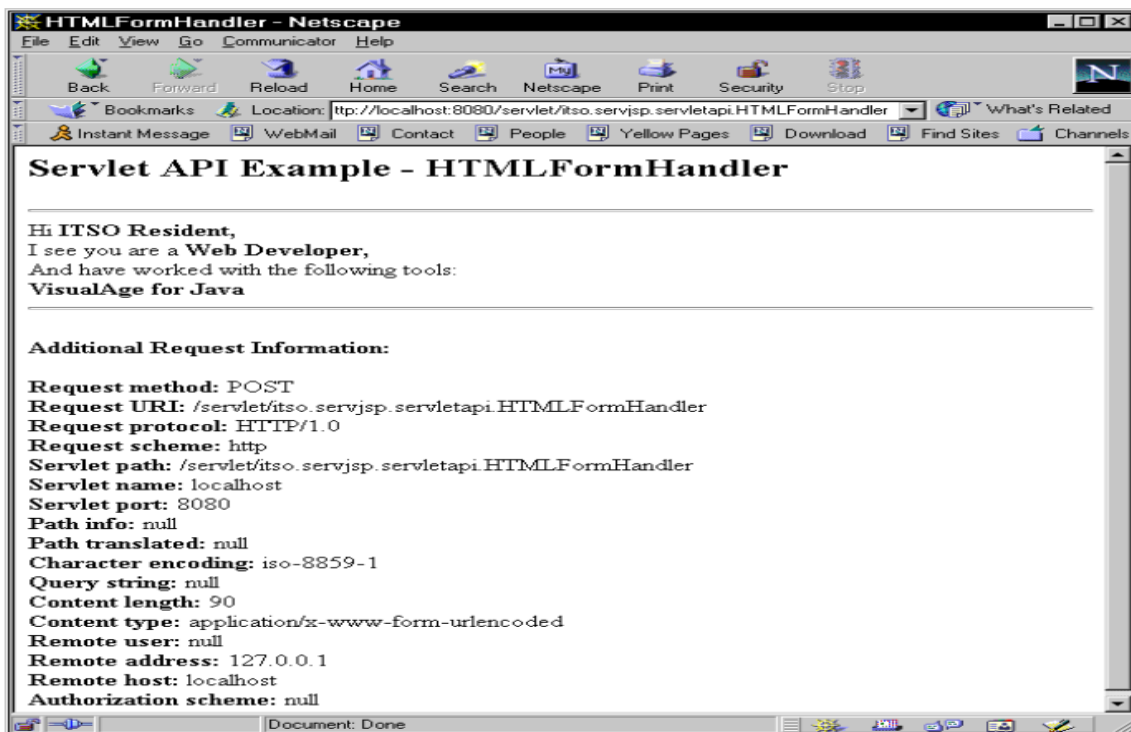 HTMLFormHandler - Netscape
File Edit View Go Communicator Help
Back Forward Reload Home Search Netscape Print Security Stop
My
N
Bookmarks Location: ttp://localhost:8080/servlet/itso.servjsp.servletapi.HTMLFormHandler What's Related
Instant Message WebMail Contact People Yellow Pages Download Find Sites Channels
Servlet API Example - HTMLFormHandler
Hi ITSO Resident,
I see you are a Web Developer,
And have worked with the following tools:
VisualAge for Java
Additional Request Information:
Request method: POST
Request URI: /servlet/itso.servjsp.servletapi.HTMLFormHandler
Request protocol: HTTP/1.0
Request scheme: http
Servlet path: /servlet/itso.servjsp.servletapi.HTMLFormHandler
Servlet name: localhost
Servlet port: 8080
Path info: null
Path translated: null
Character encoding: iso-8859-1
Query string: null
Content length: 90
Content type: application/x-www-form-urlencoded
Remote user: null
Remote address: 127.0.0.1
Remote host: localhost
Authorization scheme: null
Document: Done